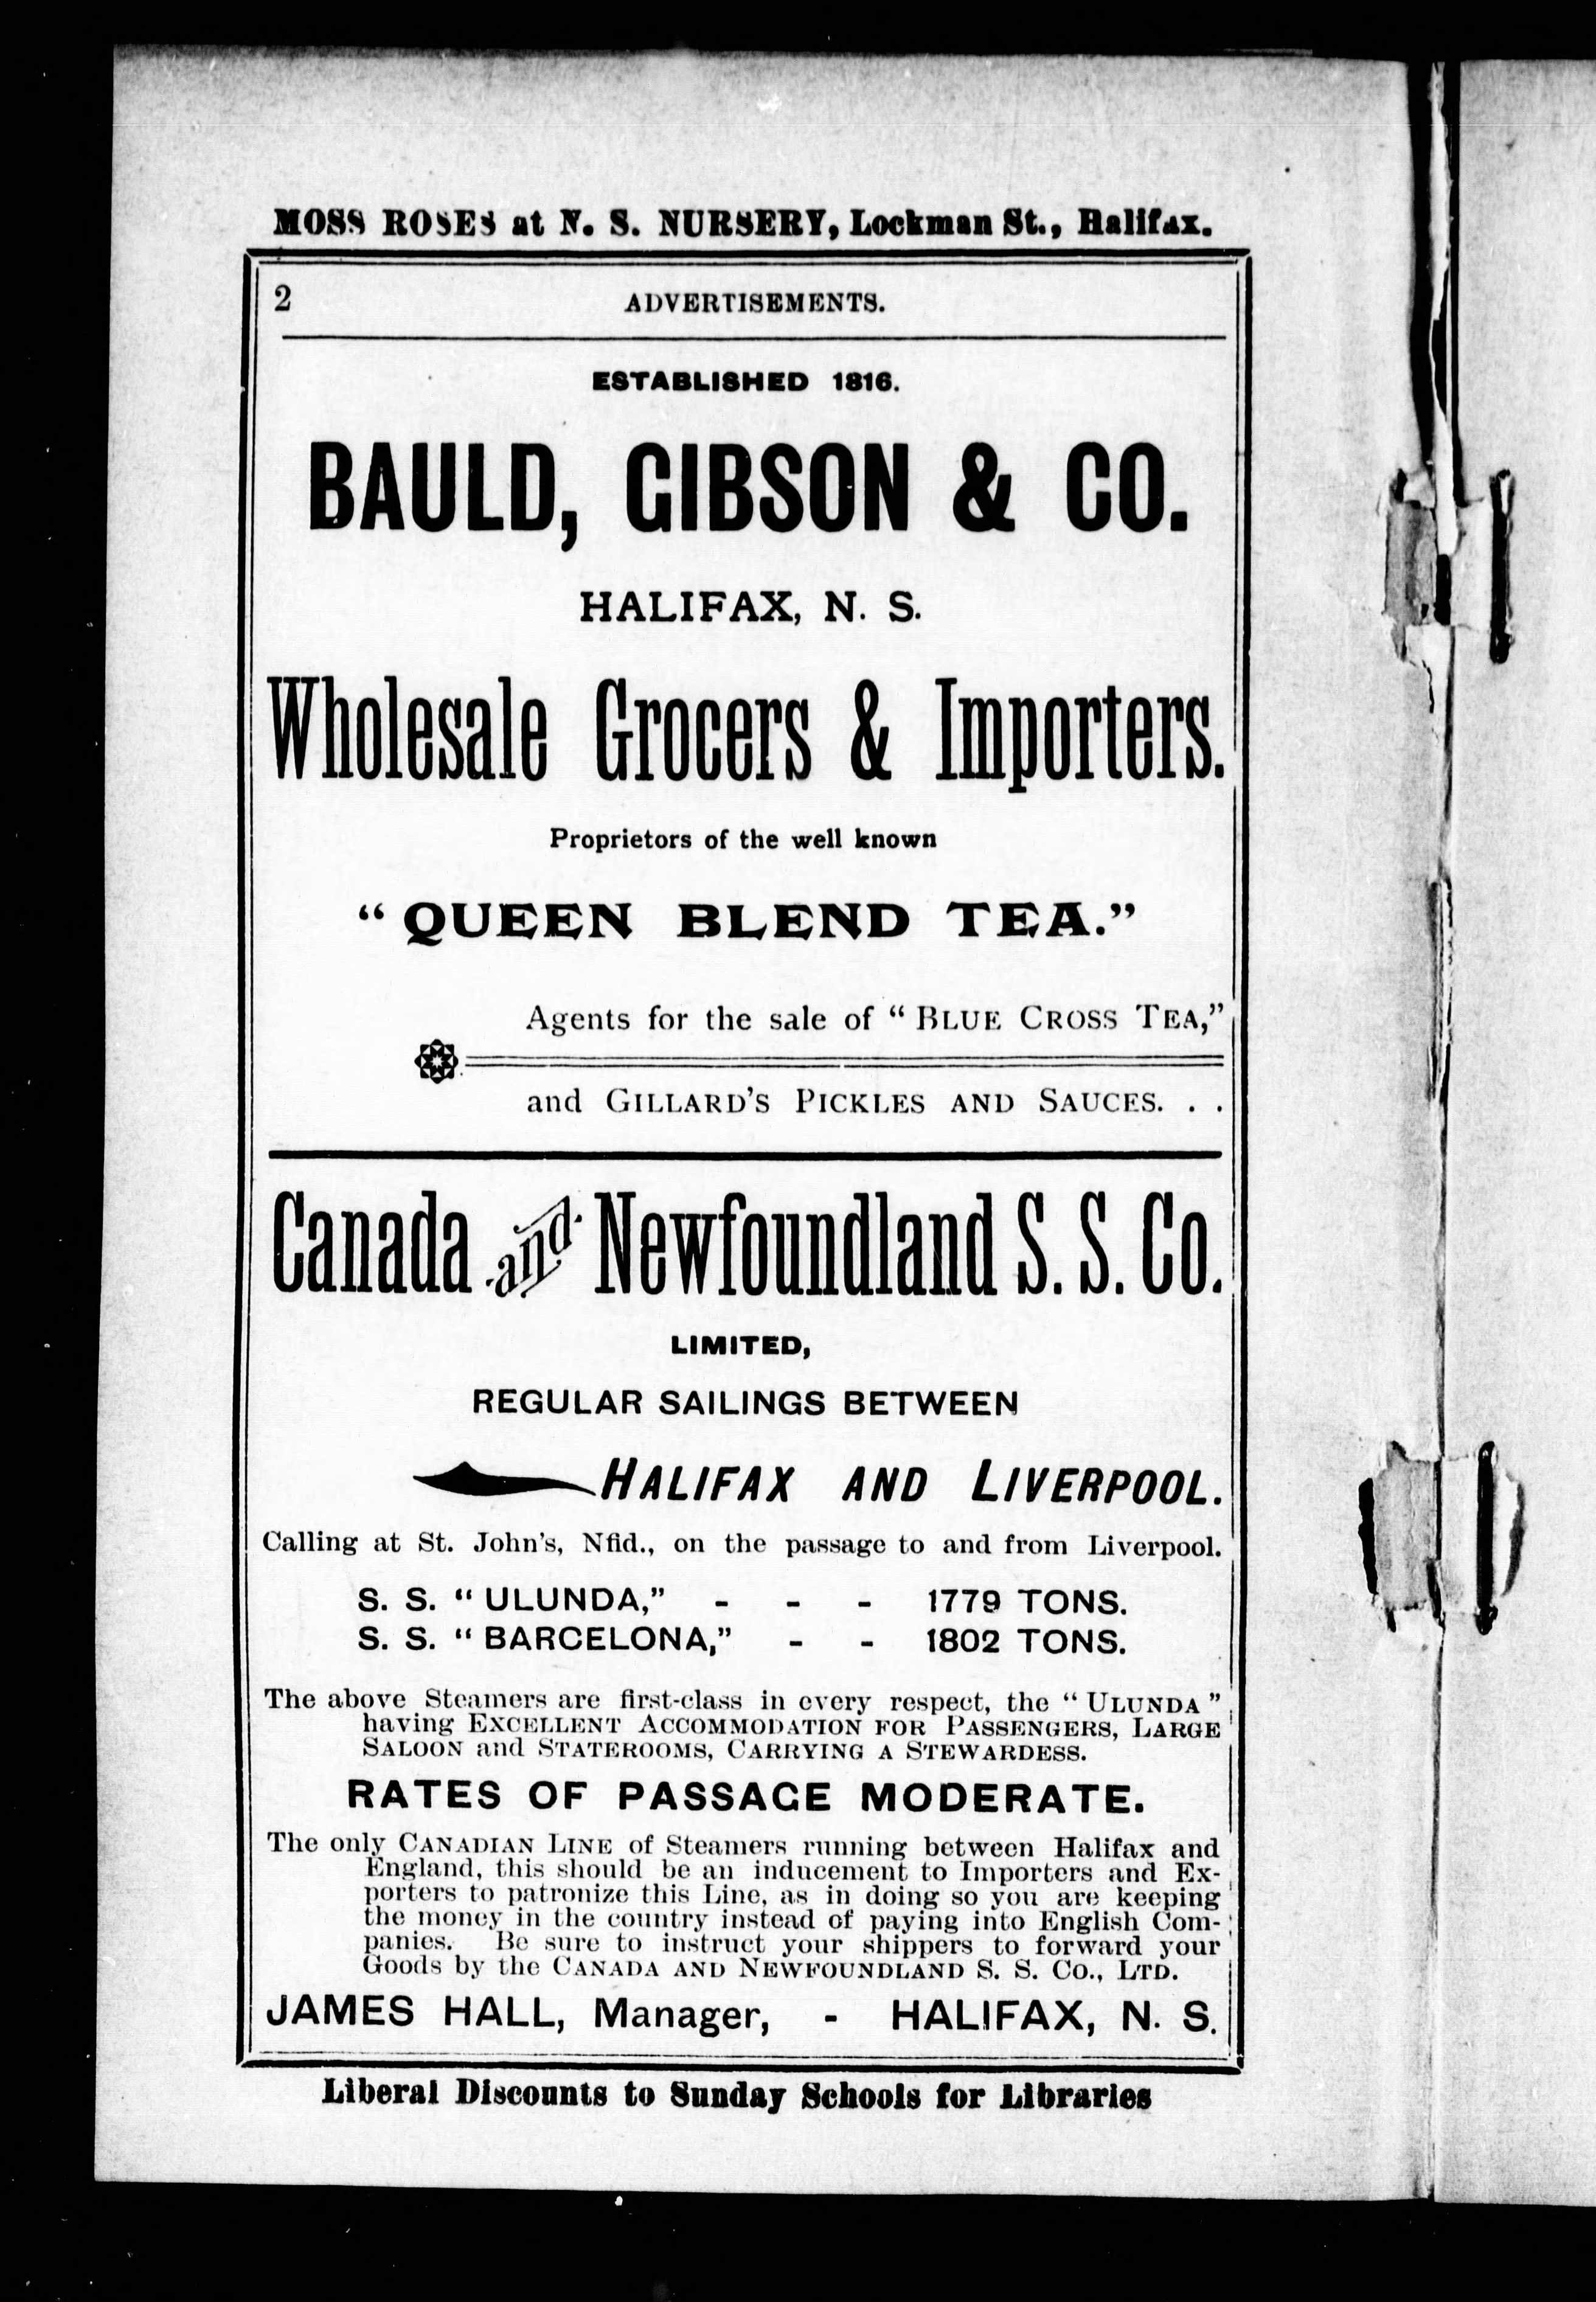 MOSS ROSES at N. S. NURSERY, Lockman St., Halifax.
2 ADVERTISEMENTS.
ESTABLISHED 1816.
BAULD, GIBSON & CO.
HALIFAX, N. S.
Wholesale Grocers & Importers.
Proprietors of the well known
"QUEEN BLEND TEA."
Agents for the sale of "BLUE CROSS TEA,"
and GILLARD'S PICKLES AND SAUCES. . .
Canada and Newfoundland S. S. Co.
LIMITED,
REGULAR SAILINGS BETWEEN
HALIFAX AND LIVERPOOL.
Calling at St. John's, Nfld., on the passage to and from Liverpool.
S. S. "ULUNDA," - - - 1779 TONS.
S. S. "BARCELONA," - - 1802 TONS.
The above Steamers are first-class in every respect, the "ULUNDA"
having EXCELLENT ACCOMMODATION FOR PASSENGERS, LARGE
SALOON and STATEROOMS, CARRYING A STEWARDESS.
RATES OF PASSAGE MODERATE.
The only CANADIAN LINE of Steamers running between Halifax and
England, this should be an inducement to Importers and Ex-
porters to patronize this Line, as in doing so you are keeping
the money in the country instead of paying into English Com-
panies. Be sure to instruct your shippers to forward your
Goods by the CANADA AND NEWFOUNDLAND S. S. CO., LTD.
JAMES HALL, Manager, - HALIFAX, N. S.
Liberal Discounts to Sunday Schools for Libraries